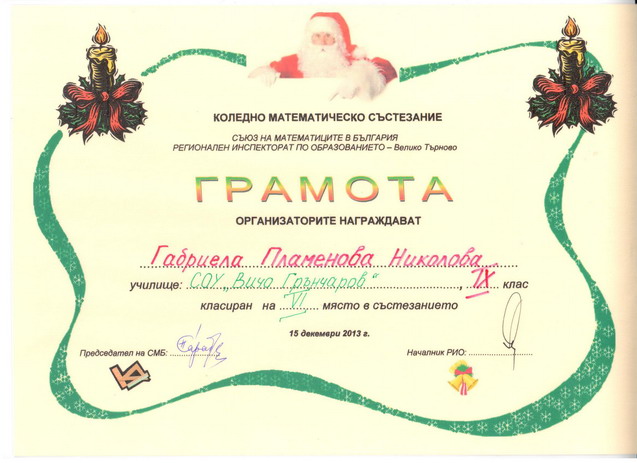 КОЛЕДНО МАТЕМАТИЧЕСКО СЪСТЕЗАНИЕ
СЪЮЗ НА МАТЕМАТИЦИТЕ В БЪЛГАРИЯ
РЕГИОНАЛЕН ИНСПЕКТОРАТ ПО ОБРАЗОВАНИЕТО – Велико Търново
ГРАМОТА
ОРГАНИЗАТОРИТЕ НАГРАЖДАВАТ
Габриела Пламенова Николова
училище: СОУ „Вичо Грънчаров“, IX клас
класиран на VI място в състезанието
15 декември 2013 г.
Председател на СМБ: Началник РИО: